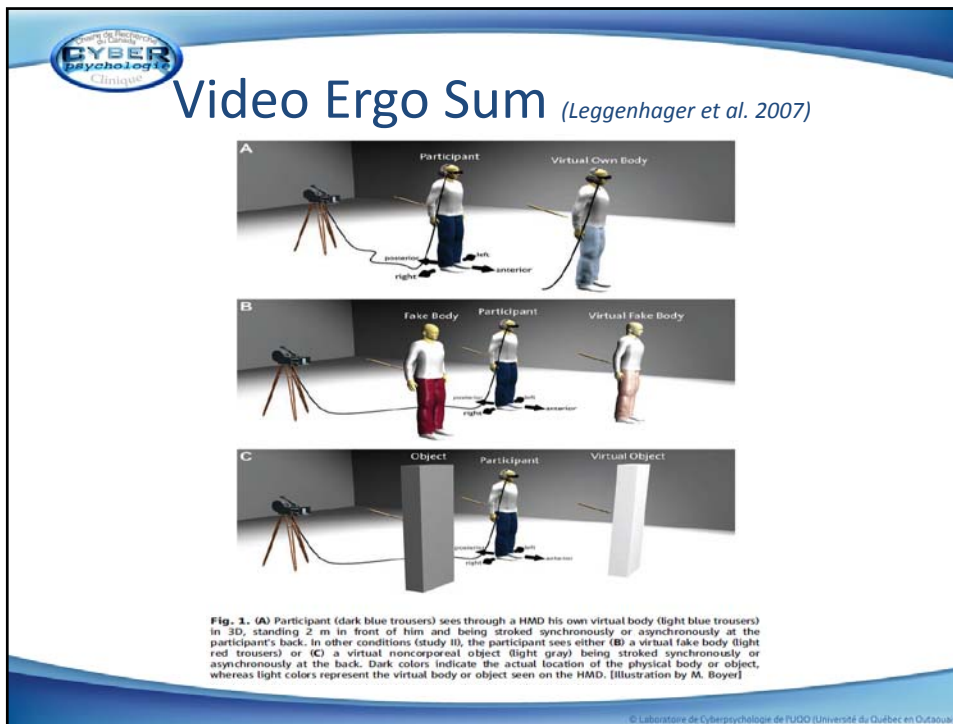 Chaire de Recherche
du Canada
CYBER
psychologie
Clinique
Video Ergo Sum (Leggenhager et al. 2007)
A
Participant
Virtual Own Body
posterior
left
right
anterior
B
Fake Body
Participant
Virtual Fake Body
posterior
left
right
anterior
C
Object
Participant
Virtual Object
posterior
left
right
anterior
Fig. 1. (A) Participant (dark blue trousers) sees through a HMD his own virtual body (light blue trousers)
in 3D, standing 2 m in front of him and being stroked synchronously or asynchronously at the
participant's back. In other conditions (study II), the participant sees either (B) a virtual fake body (light
red trousers) or (C) a virtual noncorporeal object (light gray) being stroked synchronously or
asynchronously at the back. Dark colors indicate the actual location of the physical body or object,
whereas light colors represent the virtual body or object seen on the HMD. [Illustration by M. Boyer]
© Laboratoire de Cyberpsychologie de l'UQO (Université du Québec en Outaouai